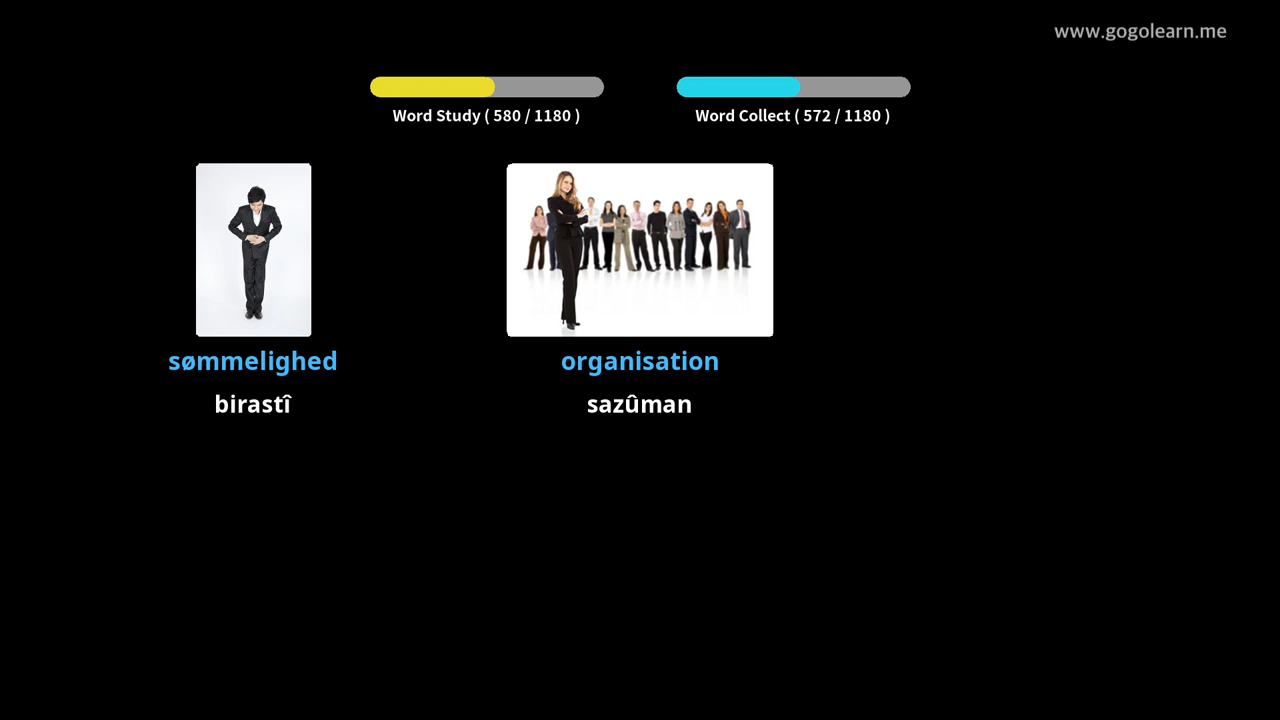 www.gogolearn.me
Word Study ( 580 / 1180 )
Word Collect ( 572 / 1180 )
sømmelighed
organisation
birastî
sazûman